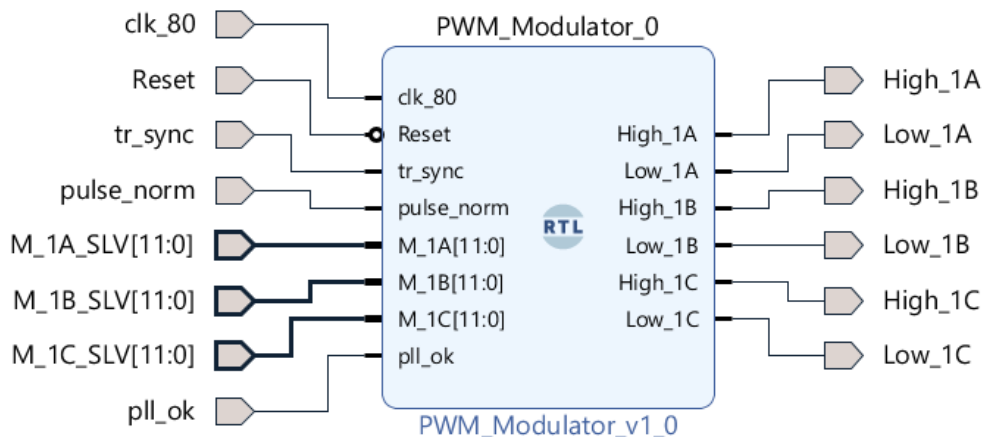 PWM_Modulator_0
clk_80
Reset
tr_sync
pulse_norm
M_1A_SLV[11:0]
M_1B_SLV[11:0]
M_1C_SLV[11:0]
pll_ok
clk_80
Reset
tr_sync
pulse_norm
M_1A[11:0]
M_1B[11:0]
M_1C[11:0]
pll_ok
RTL
High_1A
Low_1A
High_1B
Low_1B
High_1C
Low_1C
High_1A
Low_1A
High_1B
Low_1B
High_1C
Low_1C
PWM_Modulator_v1_0